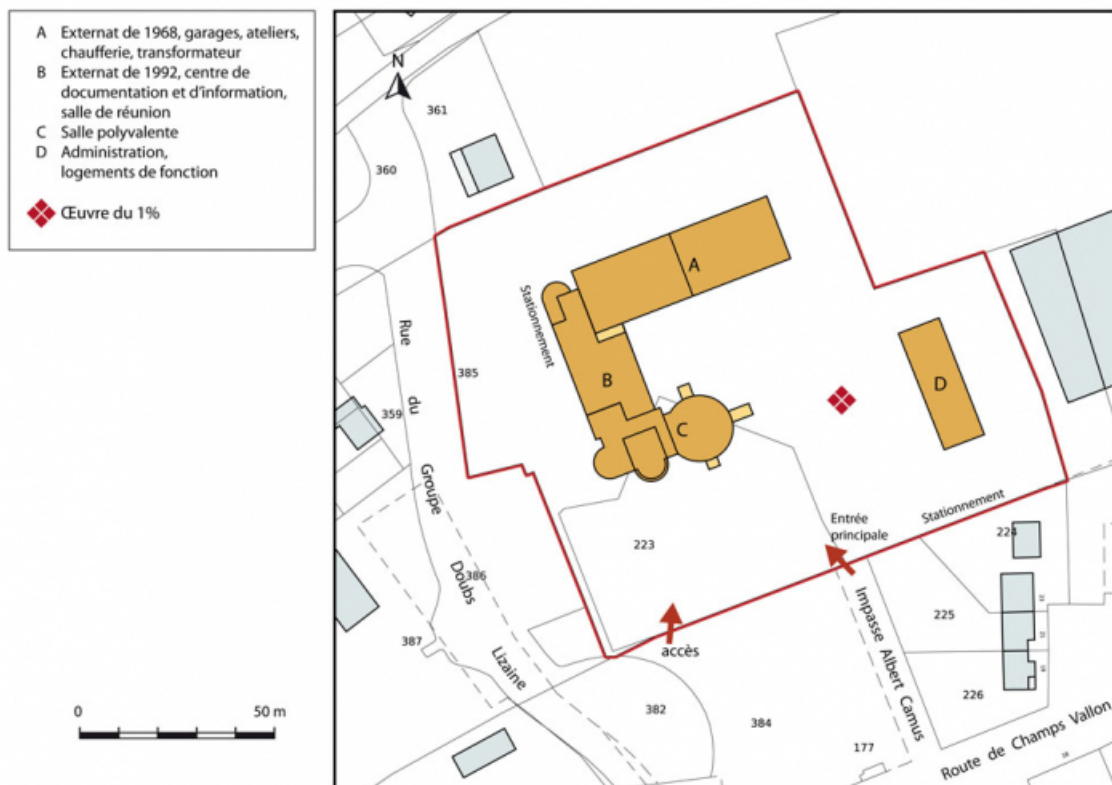 A Externat de 1968, garages, ateliers,
chaufferie, transformateur
B Externat de 1992, centre de
documentation et d'information,
salle de réunion
C Salle polyvalente
D Administration,
logements de fonction
Œuvre du 1%
N
361
360
A
Stationnement
Rue
du
Groupe
Doubs
Lizaine
385
359
B
C
D
Entrée
principale
Stationnement
224
223
386
387
225
226
accès
Impasse Albert Camus
382
384
177
Route de Champs Vallon
0
50 m